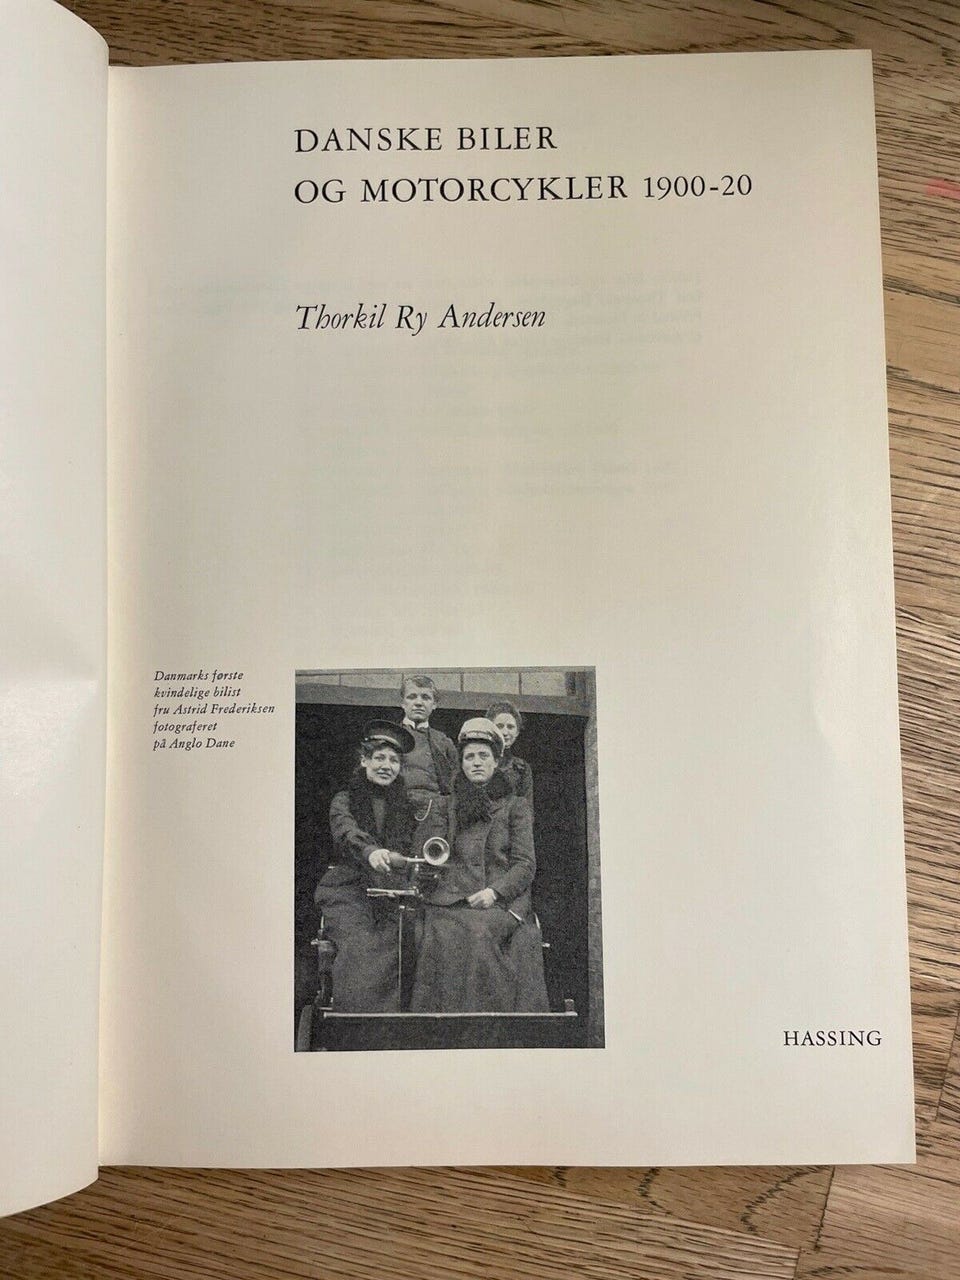 DANSKE BILER
OG MOTORCYKLER 1900-20
Thorkil Ry Andersen
Danmarks første
kvindelige bilist
fru Astrid Frederiksen
fotograferet
på Anglo Dane
HASSING